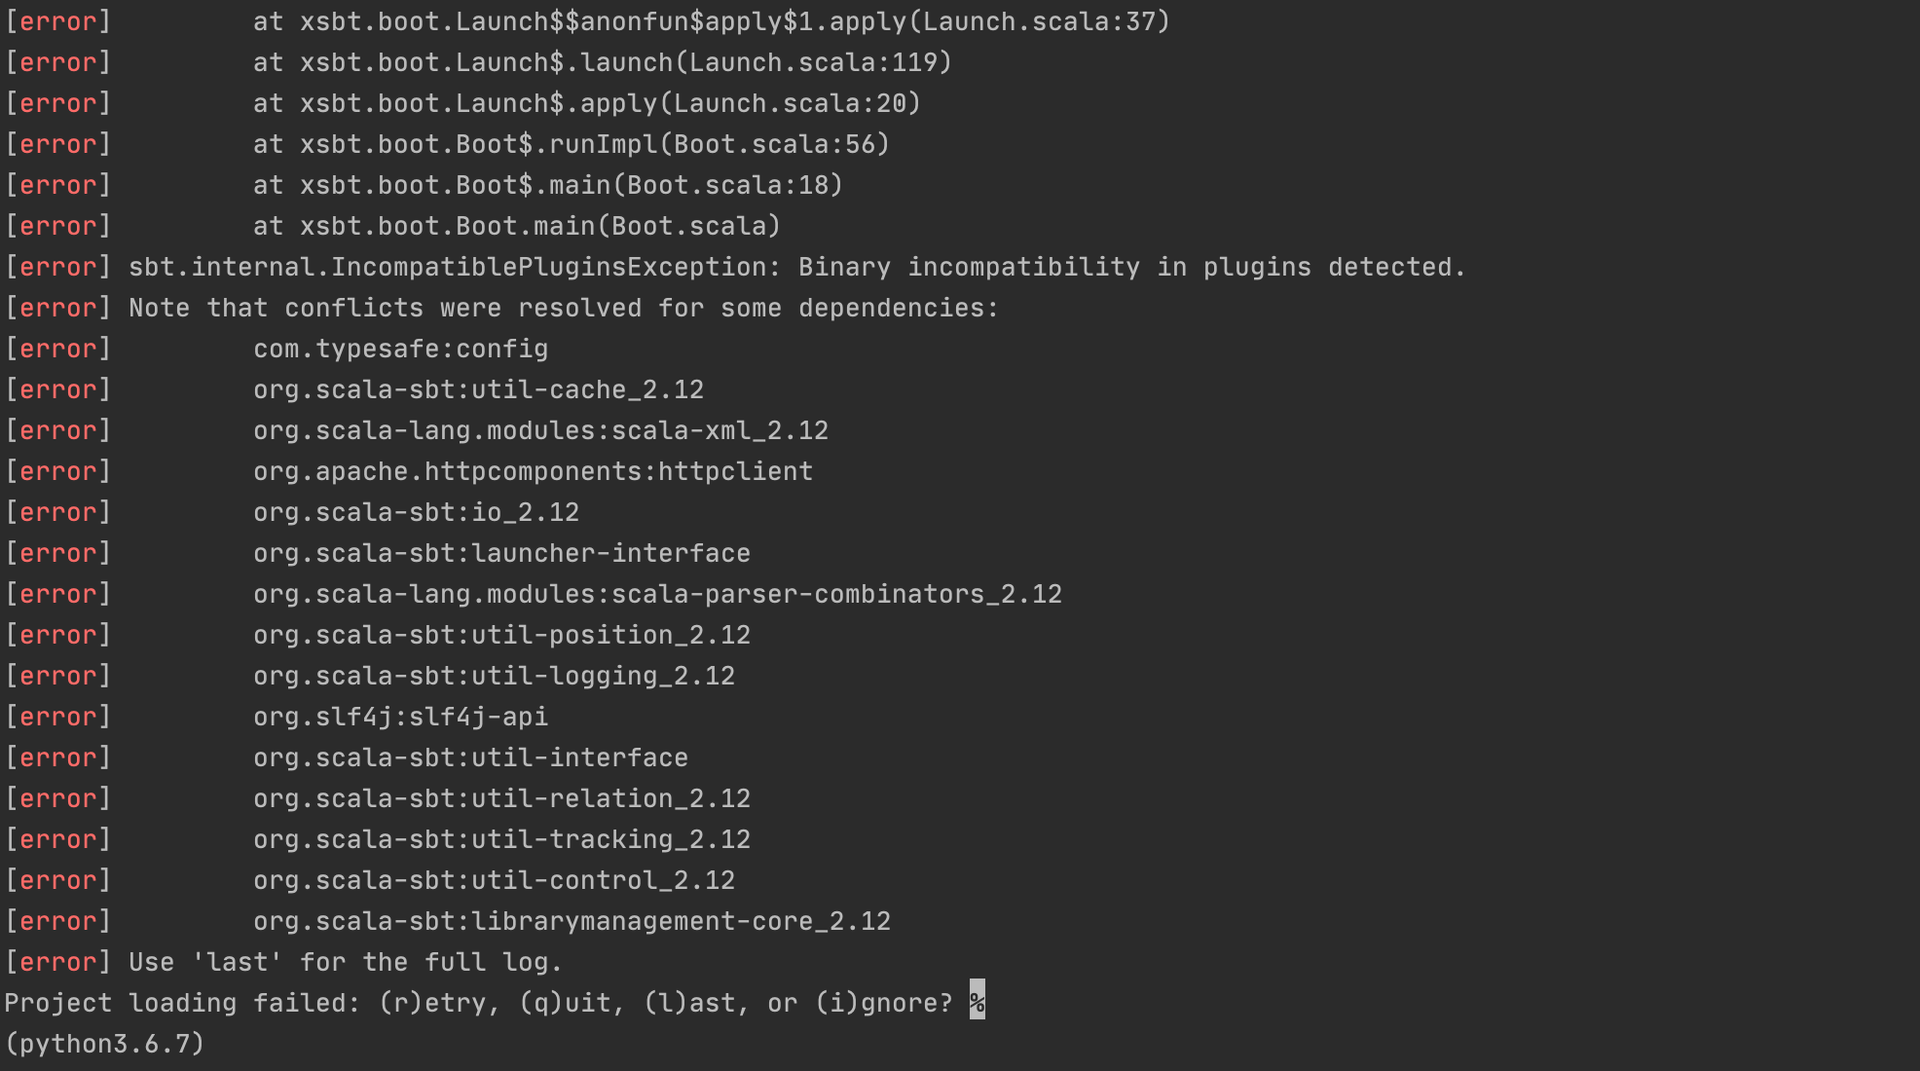 [error]         at xsbt.boot.Launch$$anonfun$apply$1.apply(Launch.scala:37)
[error]         at xsbt.boot.Launch$.launch(Launch.scala:119)
[error]         at xsbt.boot.Launch$.apply(Launch.scala:20)
[error]         at xsbt.boot.Boot$.runImpl(Boot.scala:56)
[error]         at xsbt.boot.Boot$.main(Boot.scala:18)
[error]         at xsbt.boot.Boot.main(Boot.scala)
[error] sbt.internal.IncompatiblePluginsException: Binary incompatibility in plugins detected.
[error] Note that conflicts were resolved for some dependencies:
[error]         com.typesafe:config
[error]         org.scala-sbt:util-cache_2.12
[error]         org.scala-lang.modules:scala-xml_2.12
[error]         org.apache.httpcomponents:httpclient
[error]         org.scala-sbt:io_2.12
[error]         org.scala-sbt:launcher-interface
[error]         org.scala-lang.modules:scala-parser-combinators_2.12
[error]         org.scala-sbt:util-position_2.12
[error]         org.scala-sbt:util-logging_2.12
[error]         org.slf4j:slf4j-api
[error]         org.scala-sbt:util-interface
[error]         org.scala-sbt:util-relation_2.12
[error]         org.scala-sbt:util-tracking_2.12
[error]         org.scala-sbt:util-control_2.12
[error]         org.scala-sbt:librarymanagement-core_2.12
[error] Use 'last' for the full log.
Project loading failed: (r)etry, (q)uit, (l)ast, or (i)gnore? %
(python3.6.7)